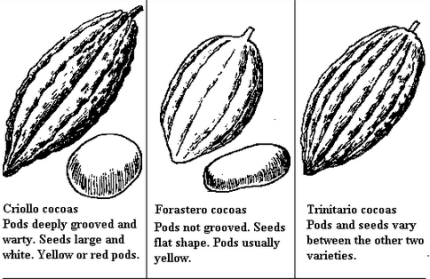 Criollo cocoas
Pods deeply grooved and
warty. Seeds large and
white. Yellow or red pods.
Forastero cocoas
Pods not grooved. Seeds
flat shape. Pods usually
yellow.
Trinitario cocoas
Pods and seeds vary
between the other two
varieties.